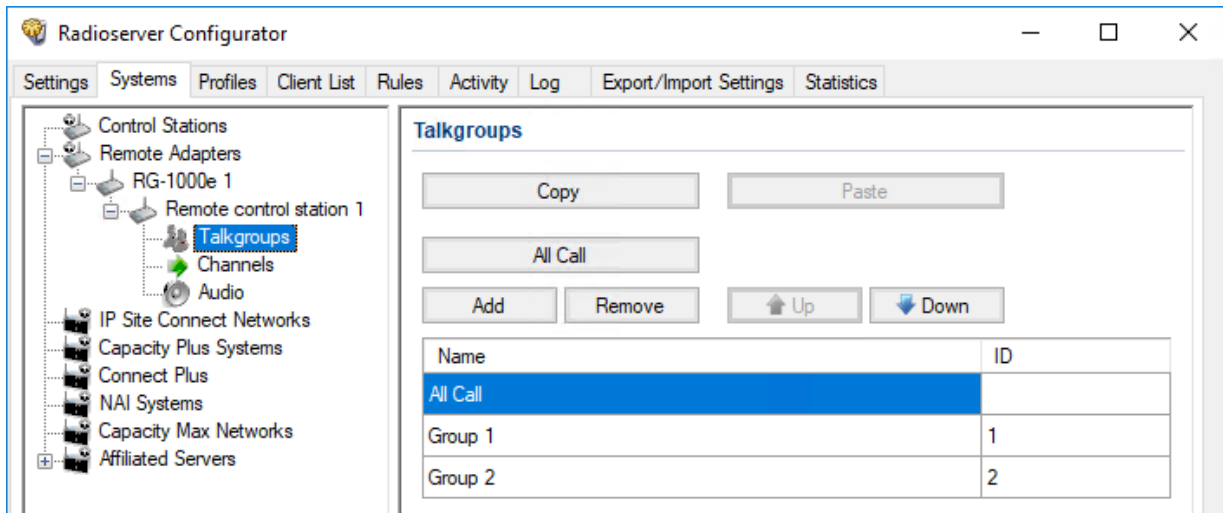 Radioserver Configurator
Settings Systems Profiles Client List Rules Activity Log Export/Import Settings Statistics
Control Stations
Remote Adapters
RG-1000e 1
Remote control station 1
Talkgroups
Channels
Audio
IP Site Connect Networks
Capacity Plus Systems
Connect Plus
NAI Systems
Capacity Max Networks
Affiliated Servers
Talkgroups
Copy Paste
All Call
Add Remove Up Down
Name ID
All Call
Group 1 1
Group 2 2